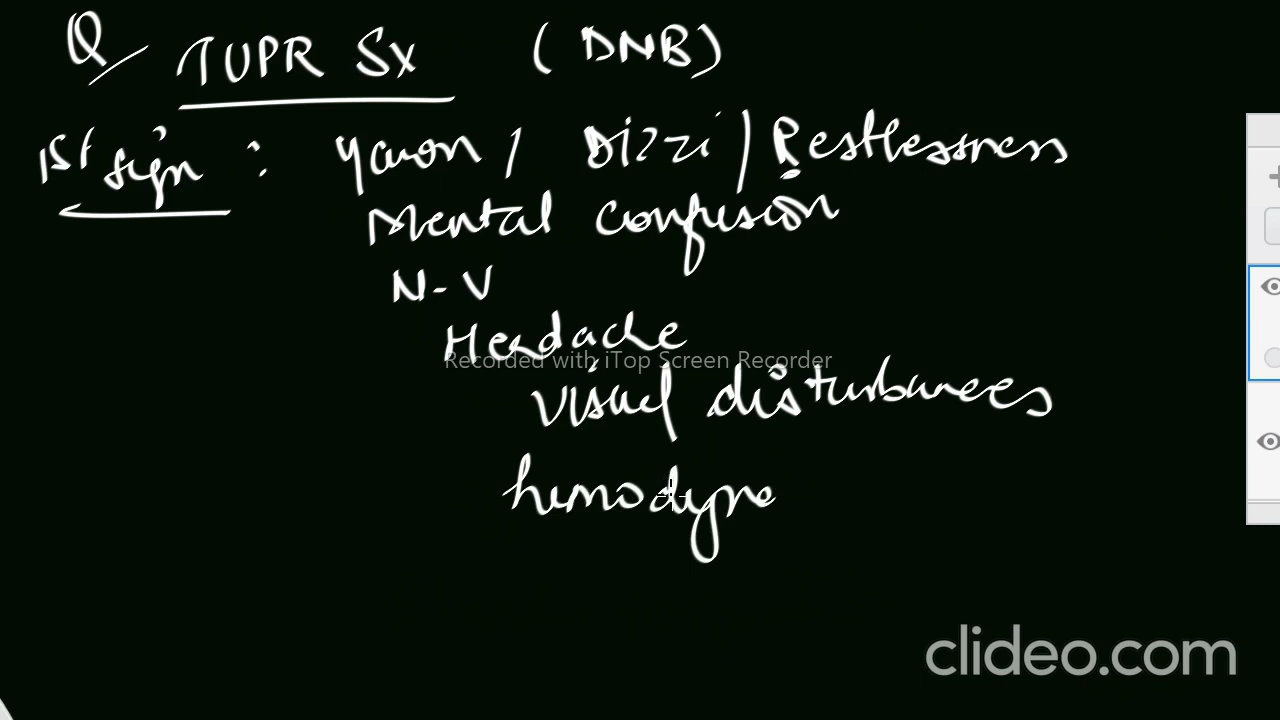 Q TUPR Sx (DNB)
1st sign : Yawn / Dizzi / Restlessness
Mental Confusion
N-V
Headache
Recorded with iTop Screen Recorder
visual disturbances
hemodyna
clideo.com